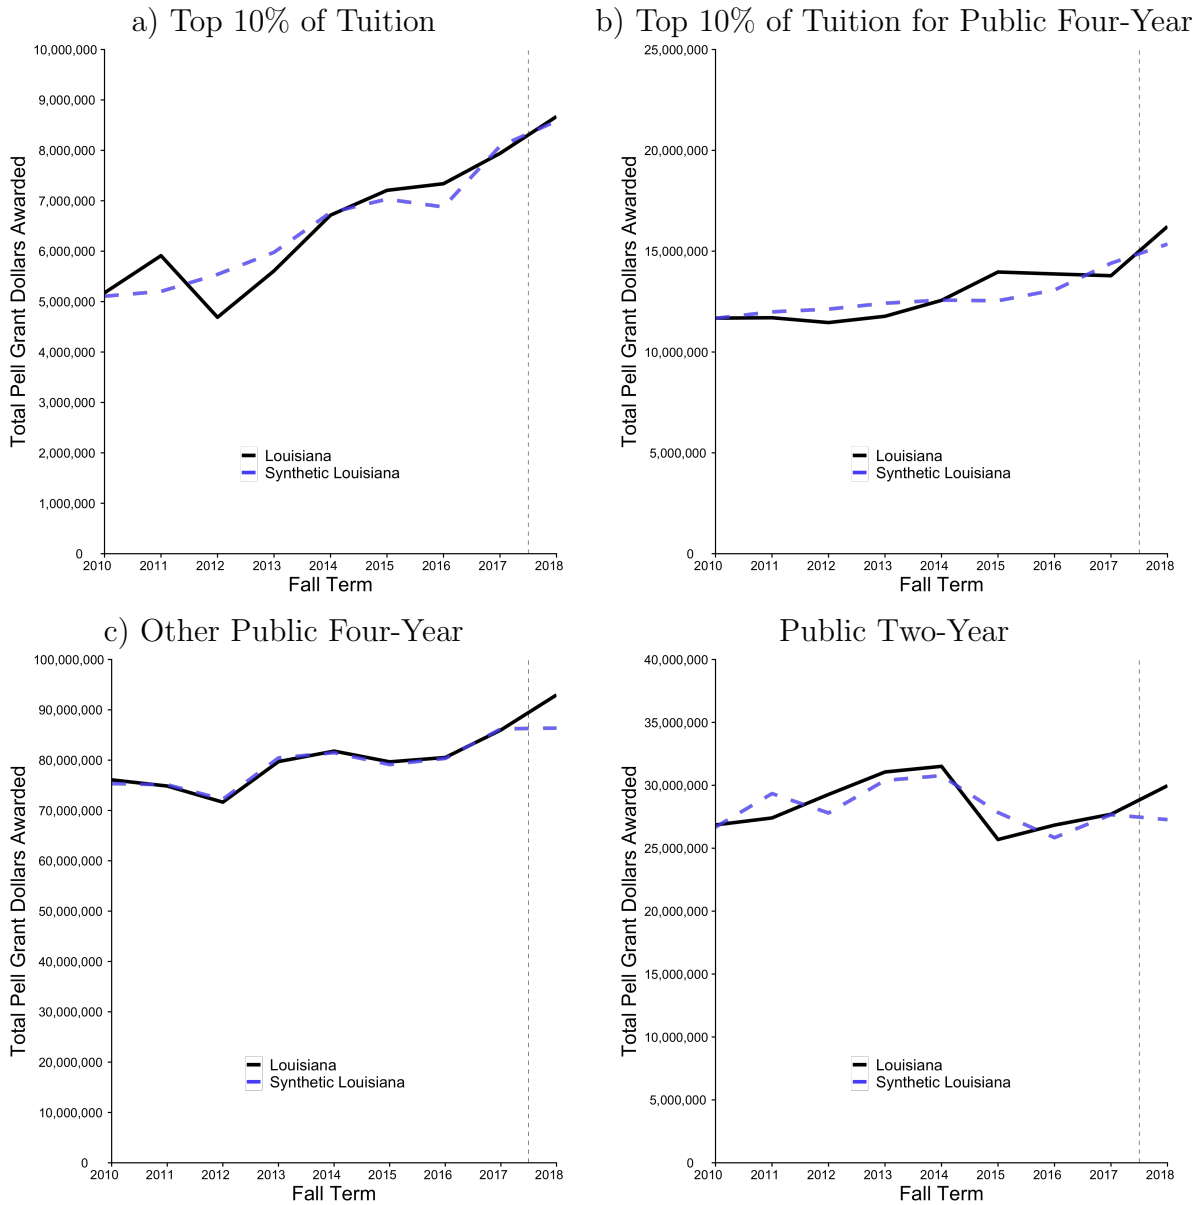 a) Top 10% of Tuition
10,000,000
9,000,000
8,000,000
7,000,000
6,000,000
5,000,000
4,000,000
3,000,000
2,000,000
1,000,000
0
Total Pell Grant Dollars Awarded
Louisiana
Synthetic Louisiana
2010 2011 2012 2013 2014 2015 2016 2017 2018
Fall Term
b) Top 10% of Tuition for Public Four-Year
25,000,000
20,000,000
15,000,000
10,000,000
5,000,000
0
Total Pell Grant Dollars Awarded
Louisiana
Synthetic Louisiana
2010 2011 2012 2013 2014 2015 2016 2017 2018
Fall Term
c) Other Public Four-Year
100,000,000
90,000,000
80,000,000
70,000,000
60,000,000
50,000,000
40,000,000
30,000,000
20,000,000
10,000,000
0
Total Pell Grant Dollars Awarded
Louisiana
Synthetic Louisiana
2010 2011 2012 2013 2014 2015 2016 2017 2018
Fall Term
Public Two-Year
40,000,000
35,000,000
30,000,000
25,000,000
20,000,000
15,000,000
10,000,000
5,000,000
0
Total Pell Grant Dollars Awarded
Louisiana
Synthetic Louisiana
2010 2011 2012 2013 2014 2015 2016 2017 2018
Fall Term